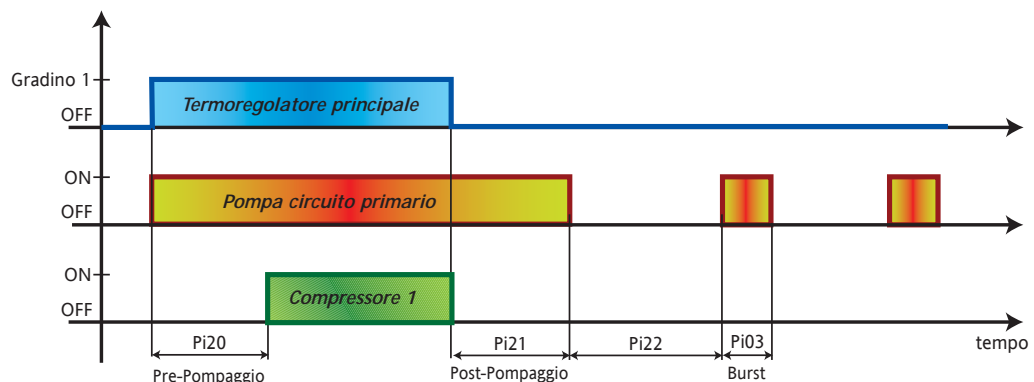 Gradino 1
Termoregolatore principale
OFF
ON
Pompa circuito primario
OFF
ON
Compressore 1
OFF
Pi20
Pi21
Pi22
Pi03
tempo
Pre-Pompaggio
Post-Pompaggio
Burst